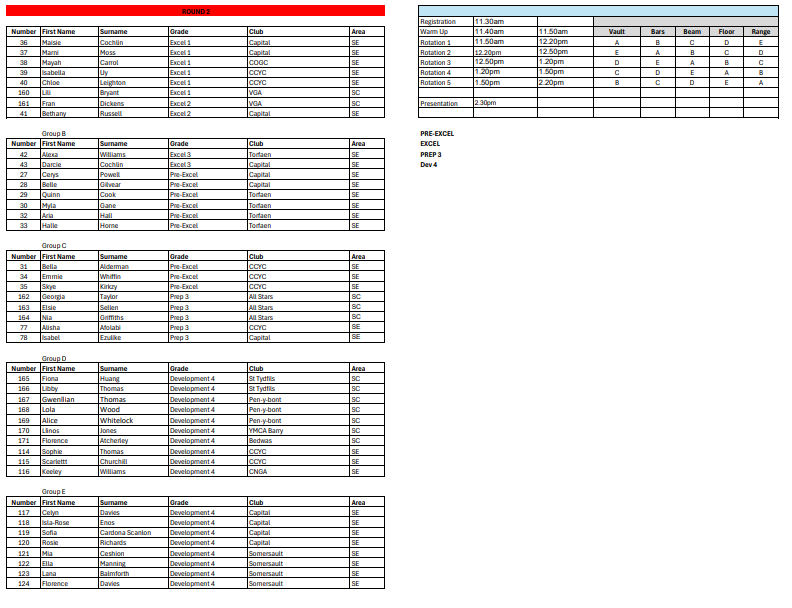 ROUND 2
Number First Name Surname Grade Club Area
36 Maisie Cochlin Excel 1 Capital SE
37 Marni Moss Excel 1 Capital SE
38 Mayah Carrol Excel 1 COGC SE
39 Isabella Uy Excel 1 CCYC SE
40 Chloe Leighton Excel 1 CCYC SE
160 Lili Bryant Excel 1 VGA SC
161 Fran Dickens Excel 2 VGA SC
41 Bethany Russell Excel 2 Capital SE
Group B
Number First Name Surname Grade Club Area
42 Alexa Williams Excel 3 Torfaen SE
43 Darcie Cochlin Excel 3 Capital SE
27 Cerys Powell Pre-Excel Capital SE
28 Belle Gilvear Pre-Excel Capital SE
29 Quinn Cook Pre-Excel Torfaen SE
30 Myla Gane Pre-Excel Torfaen SE
32 Aria Hall Pre-Excel Torfaen SE
33 Halle Horne Pre-Excel Torfaen SE
Group C
Number First Name Surname Grade Club Area
31 Bella Alderman Pre-Excel CCYC SE
34 Emmie Whiffin Pre-Excel CCYC SE
35 Skye Kirkzy Pre-Excel CCYC SE
162 Georgia Taylor Prep 3 All Stars SC
163 Elsie Sellen Prep 3 All Stars SC
164 Nia Griffiths Prep 3 All Stars SC
77 Alisha Afolabi Prep 3 CCYC SE
78 Isabel Ezulike Prep 3 Capital SE
Group D
Number First Name Surname Grade Club Area
165 Fiona Huang Development 4 St Tydfils SC
166 Libby Thomas Development 4 St Tydfils SC
167 Gwenllian Thomas Development 4 Pen-y-bont SC
168 Lola Wood Development 4 Pen-y-bont SC
169 Alice Whitelock Development 4 Pen-y-bont SC
170 Llinos Jones Development 4 YMCA Barry SC
171 Florence Atcherley Development 4 Bedwas SC
114 Sophie Thomas Development 4 CCYC SE
115 Scarlettt Churchill Development 4 CCYC SE
116 Keeley Williams Development 4 CNGA SE
Group E
Number First Name Surname Grade Club Area
117 Celyn Davies Development 4 Capital SE
118 Isla-Rose Enos Development 4 Capital SE
119 Sofia Cardona Scanlon Development 4 Capital SE
120 Rosie Richards Development 4 Capital SE
121 Mia Ceshion Development 4 Somersault SE
122 Ella Manning Development 4 Somersault SE
123 Lana Balmforth Development 4 Somersault SE
124 Florence Davies Development 4 Somersault SE
Registration 11.30am
Warm Up 11.40am 11.50am Vault Bars Beam Floor Range
Rotation 1 11.50am 12.20pm A B C D E
Rotation 2 12.20pm 12.50pm E A B C D
Rotation 3 12.50pm 1.20pm D E A B C
Rotation 4 1.20pm 1.50pm C D E A B
Rotation 5 1.50pm 2.20pm B C D E A
Presentation 2.30pm
PRE-EXCEL
EXCEL
PREP 3
Dev 4